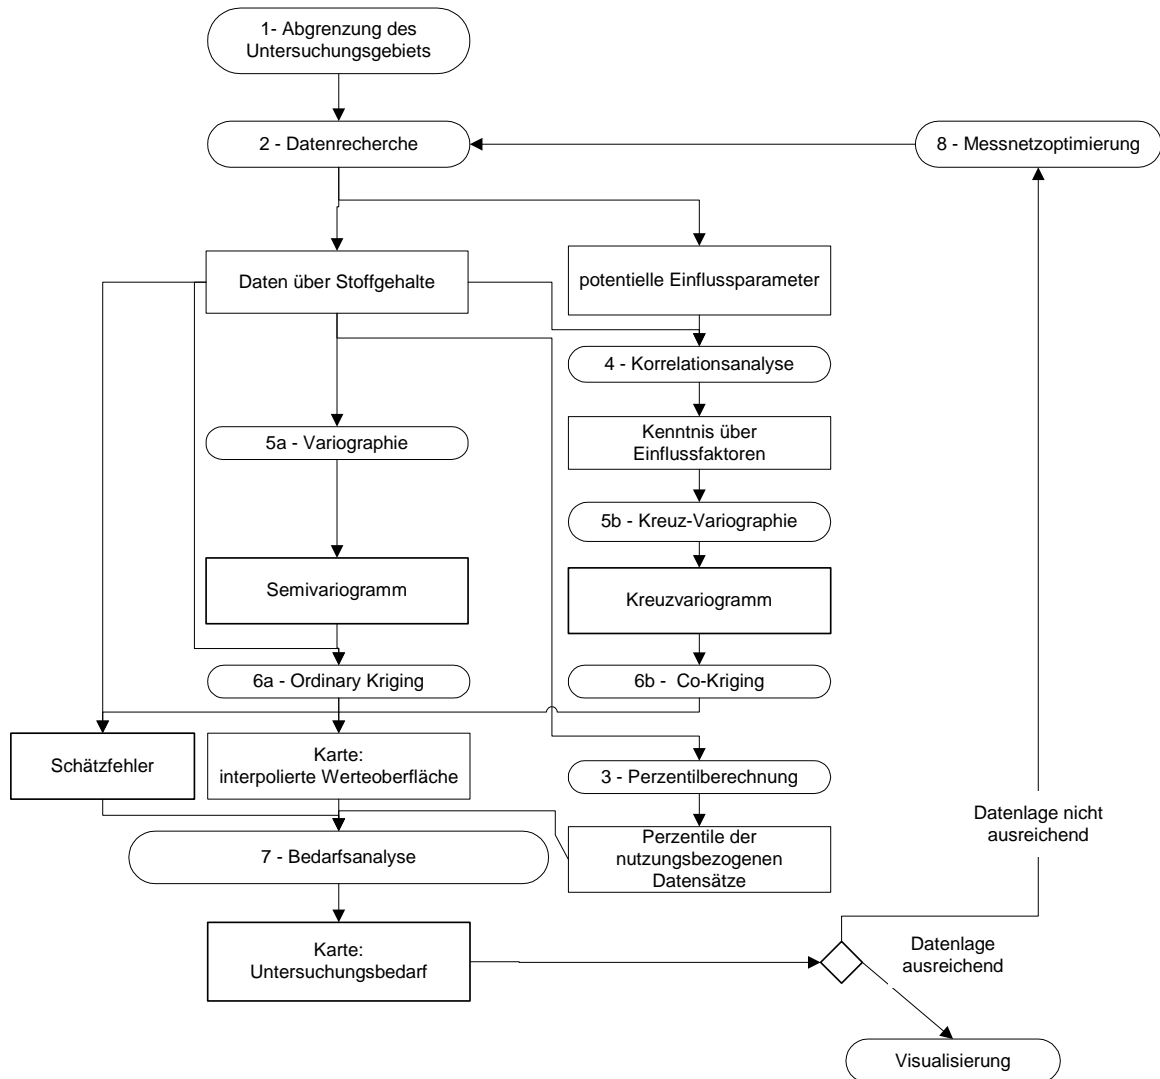 1- Abgrenzung des
Untersuchungsgebiets
2 - Datenrecherche
8 - Messnetzoptimierung
Daten über Stoffgehalte
potentielle Einflussparameter
4 - Korrelationsanalyse
5a - Variographie
Kenntnis über
Einflussfaktoren
5b - Kreuz-Variographie
Semivariogramm
Kreuzvariogramm
6a - Ordinary Kriging
6b - Co-Kriging
Schätzfehler
Karte:
interpolierte Werteoberfläche
3 - Perzentilberechnung
Datenlage nicht
ausreichend
7 - Bedarfsanalyse
Perzentile der
nutzungsbezogenen
Datensätze
Karte:
Untersuchungsbedarf
Datenlage
ausreichend
Visualisierung